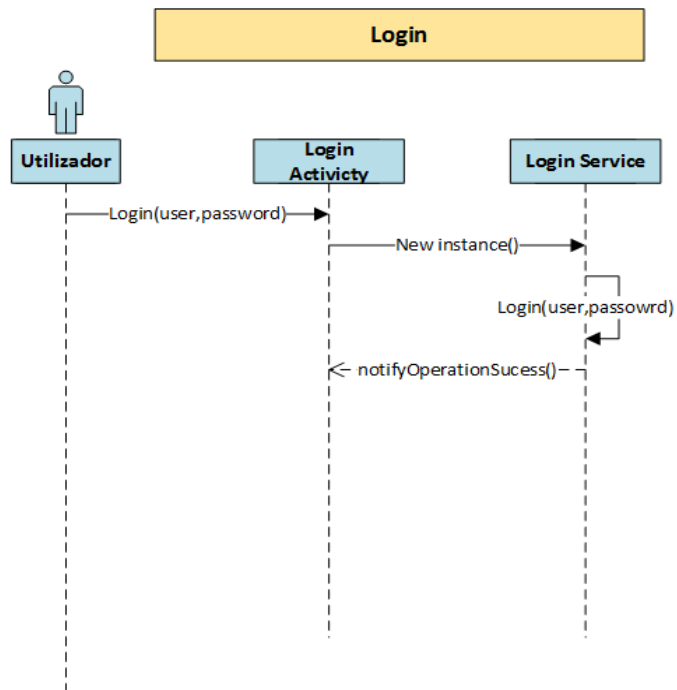 Login
Utilizador
Login
Activicty
Login Service
Login(user,password)
New instance()
Login(user,passowrd)
notifyOperationSucess()